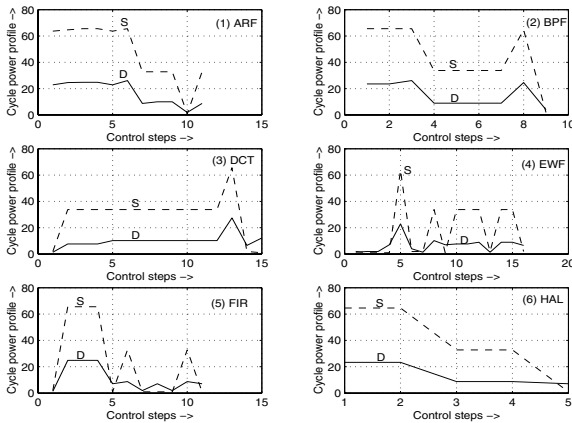 (1) ARF
Cycle power profile −>
80
60
40
20
0
S
D
0 5 10 15
Control steps −>
(2) BPF
Cycle power profile −>
80
60
40
20
0
S
D
0 2 4 6 8 10
Control steps −>
(3) DCT
Cycle power profile −>
80
60
40
20
0
S
D
0 5 10 15
Control steps −>
(4) EWF
Cycle power profile −>
80
60
40
20
0
S
D
0 5 10 15 20
Control steps −>
(5) FIR
Cycle power profile −>
80
60
40
20
0
S
D
0 5 10 15
Control steps −>
(6) HAL
Cycle power profile −>
80
60
40
20
0
S
D
1 2 3 4 5
Control steps −>